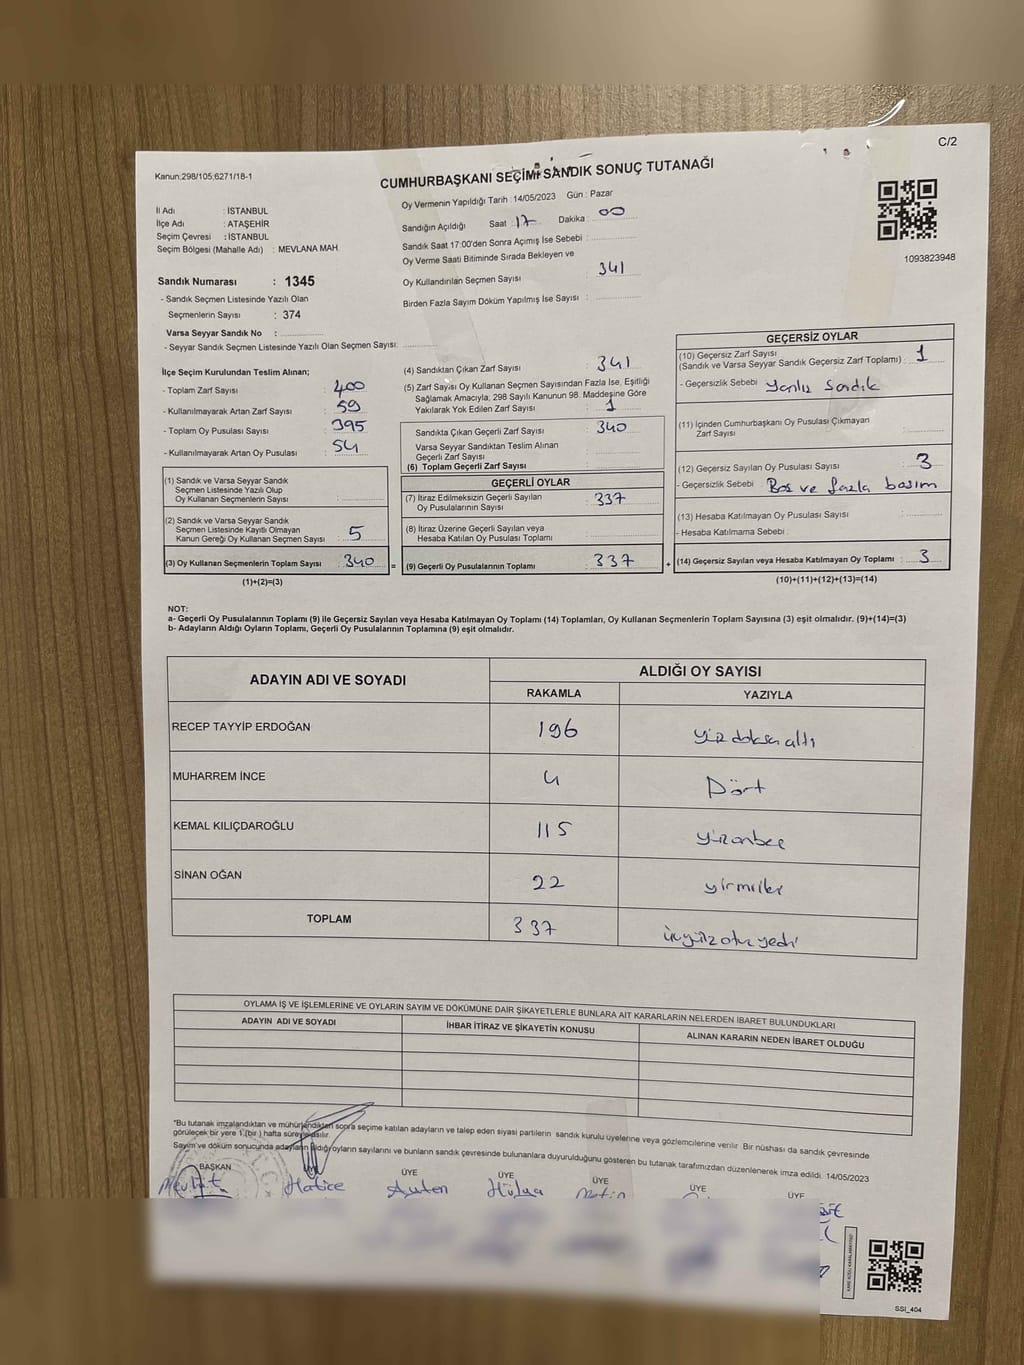 C/2
Kanun:298/105;6271/18-1
CUMHURBAŞKANI SEÇİMİ SANDIK SONUÇ TUTANAĞI
1093823948
İl Adı : İSTANBUL
İlçe Adı : ATAŞEHİR
Seçim Çevresi : İSTANBUL
Seçim Bölgesi (Mahalle Adı) : MEVLANA MAH
Oy Vermenin Yapıldığı Tarih : 14/05/2023 Gün : Pazar
Sandığın Açıldığı Saat : 17 Dakika : 00
Sandık Saat 17:00'den Sonra Açımış İse Sebebi :
Oy Verme Saati Bitiminde Sırada Bekleyen ve
Oy Kullandırılan Seçmen Sayısı : 341
Birden Fazla Sayım Döküm Yapılmış İse Sayısı :
Sandık Numarası : 1345
- Sandık Seçmen Listesinde Yazılı Olan
Seçmenlerin Sayısı : 374
Varsa Seyyar Sandık No :
- Seyyar Sandık Seçmen Listesinde Yazılı Olan Seçmen Sayısı:
İlçe Seçim Kurulundan Teslim Alınan;
- Toplam Zarf Sayısı : 400
- Kullanılmayarak Artan Zarf Sayısı : 59
- Toplam Oy Pusulası Sayısı : 395
- Kullanılmayarak Artan Oy Pusulası : 54
(1) Sandık ve Varsa Seyyar Sandık
Seçmen Listesinde Yazılı Olup
Oy Kullanan Seçmenlerin Sayısı :
(2) Sandık ve Varsa Seyyar Sandık
Seçmen Listesinde Kayıtlı Olmayan
Kanun Gereği Oy Kullanan Seçmen Sayısı : 5
(3) Oy Kullanan Seçmenlerin Toplam Sayısı : 340 =
(1)+(2)=(3)
(4) Sandıktan Çıkan Zarf Sayısı : 341
(5) Zarf Sayısı Oy Kullanan Seçmen Sayısından Fazla İse, Eşitliği
Sağlamak Amacıyla, 298 Sayılı Kanunun 98. Maddesine Göre
Yakılarak Yok Edilen Zarf Sayısı : 1
Sandıkta Çıkan Geçerli Zarf Sayısı : 340
Varsa Seyyar Sandıktan Teslim Alınan
Geçerli Zarf Sayısı :
(6) Toplam Geçerli Zarf Sayısı :
GEÇERLİ OYLAR
(7) İtiraz Edilmeksizin Geçerli Sayılan
Oy Pusulalarının Sayısı : 337
(8) İtiraz Üzerine Geçerli Sayılan veya
Hesaba Katılan Oy Pusulası Toplamı :
(9) Geçerli Oy Pusulalarının Toplamı : 337 +
GEÇERSİZ OYLAR
(10) Geçersiz Zarf Sayısı
(Sandık ve Varsa Seyyar Sandık Geçersiz Zarf Toplamı) : 1
- Geçersizlik Sebebi : Yanlış Sandık
(11) İçinden Cumhurbaşkanı Oy Pusulası Çıkmayan
Zarf Sayısı :
(12) Geçersiz Sayılan Oy Pusulası Sayısı : 3
- Geçersizlik Sebebi : Boş ve fazla basım
(13) Hesaba Katılmayan Oy Pusulası Sayısı :
- Hesaba Katılmama Sebebi :
(14) Geçersiz Sayılan veya Hesaba Katılmayan Oy Toplamı : 3
(10)+(11)+(12)+(13)=(14)
NOT:
a- Geçerli Oy Pusulalarının Toplamı (9) ile Geçersiz Sayılan veya Hesaba Katılmayan Oy Toplamı (14) Toplamları, Oy Kullanan Seçmenlerin Toplam Sayısına (3) eşit olmalıdır. (9)+(14)=(3)
b- Adayların Aldığı Oyların Toplamı, Geçerli Oy Pusulalarının Toplamına (9) eşit olmalıdır.
ADAYIN ADI VE SOYADI ALDIĞI OY SAYISI
RAKAMLA YAZIYLA
RECEP TAYYİP ERDOĞAN 196 yüz doksan altı
MUHARREM İNCE 4 Dört
KEMAL KILIÇDAROĞLU 115 yüzonbeş
SİNAN OĞAN 22 yirmiiki
TOPLAM 337 üçyüz otuz yedi
OYLAMA İŞ VE İŞLEMLERİNE VE OYLARIN SAYIM VE DÖKÜMÜNE DAİR ŞİKAYETLERLE BUNLARA AİT KARARLARIN NELERDEN İBARET BULUNDUKLARI
ADAYIN ADI VE SOYADI İHBAR İTİRAZ VE ŞİKAYETİN KONUSU ALINAN KARARIN NEDEN İBARET OLDUĞU
*Bu tutanak imzalandıktan ve mühürlendikten sonra seçime katılan adayların ve talep eden siyasi partilerin sandık kurulu üyelerine veya gözlemcilerine verilir. Bir nüshası da sandık çevresinde
görülecek bir yere 1 (bir) hafta süreyle asılır.
Sayım ve döküm sonucunda adayların aldığı oyların sayılarını ve bunların sandık çevresinde bulunanlara duyurulduğunu gösteren bu tutanak tarafımızdan düzenlenerek imza edildi. 14/05/2023
BAŞKAN ÜYE ÜYE ÜYE ÜYE ÜYE ÜYE
Mevlüt Hatice Ayten Hülya Metin
SSİ_404